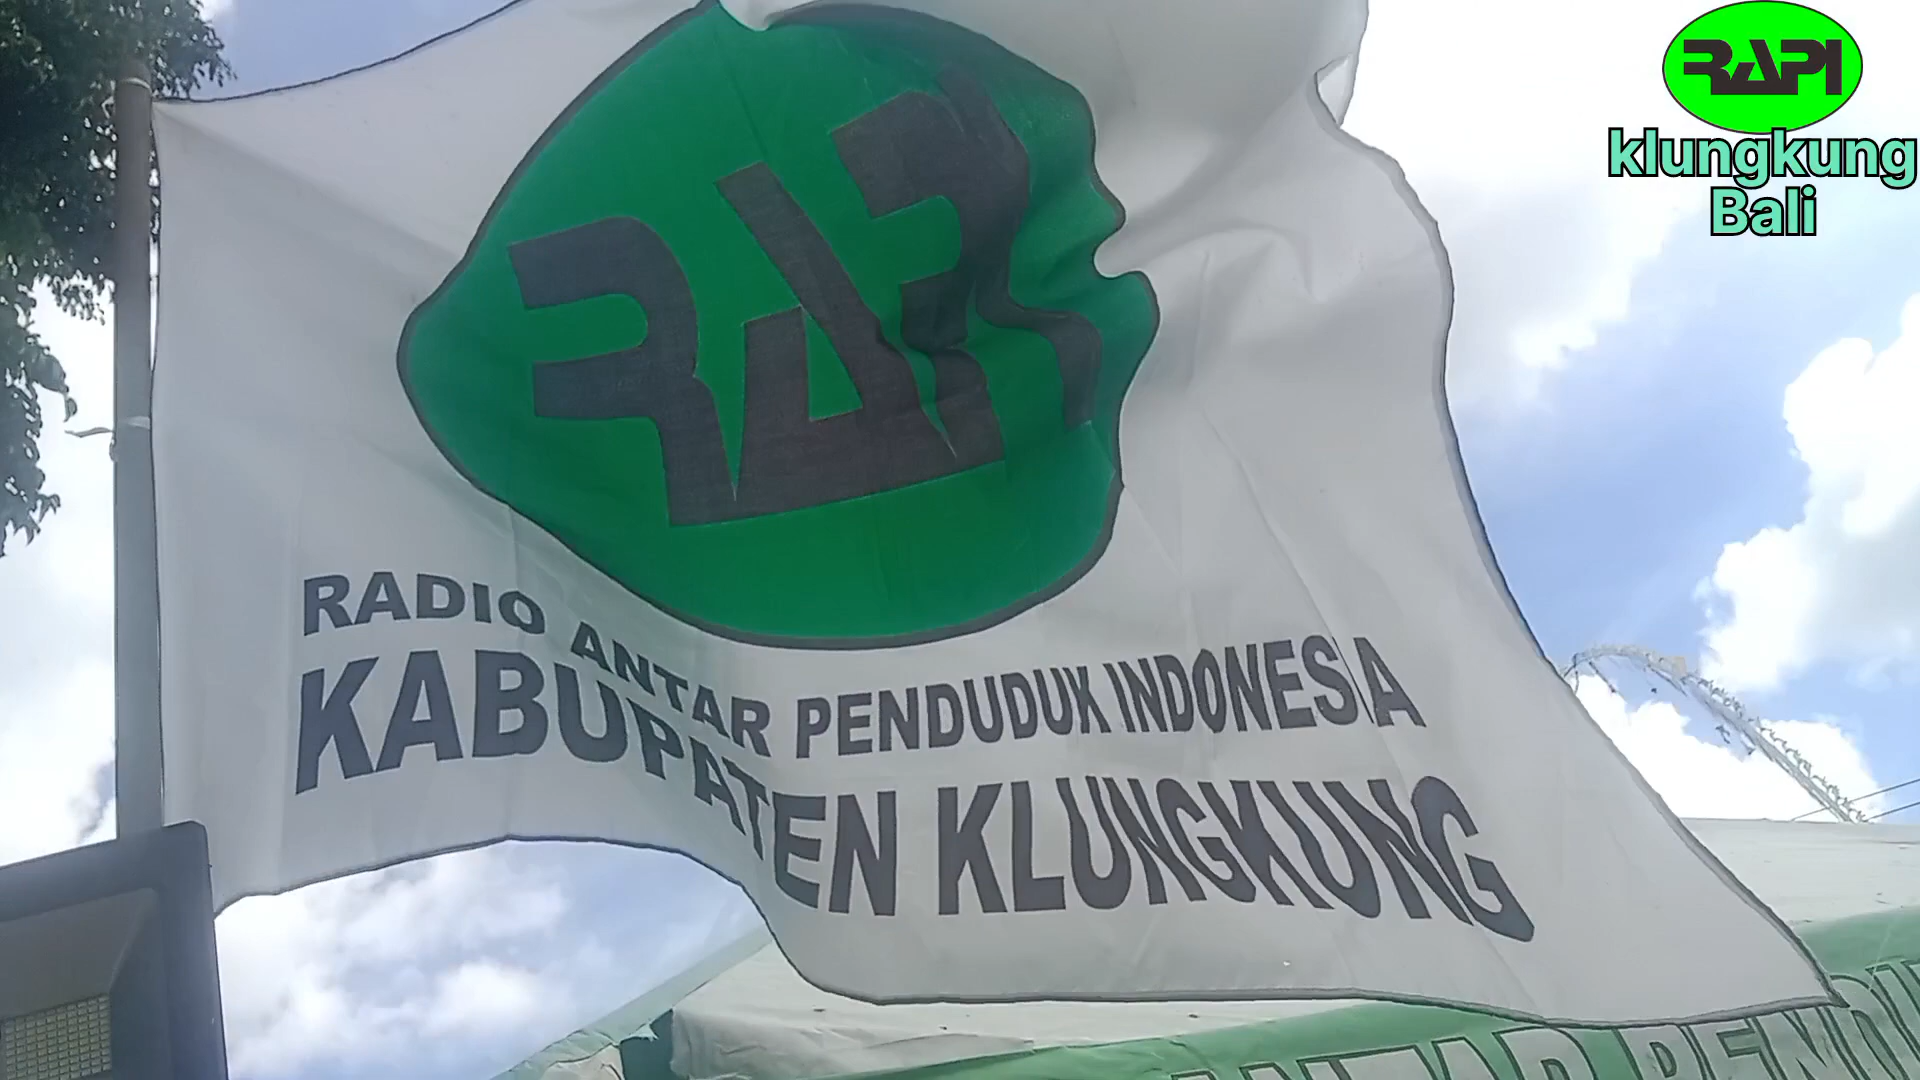 RAPI
klungkung
Bali
RAPI
RADIO ANTAR PENDUDUK INDONESIA
KABUPATEN KLUNGKUNG